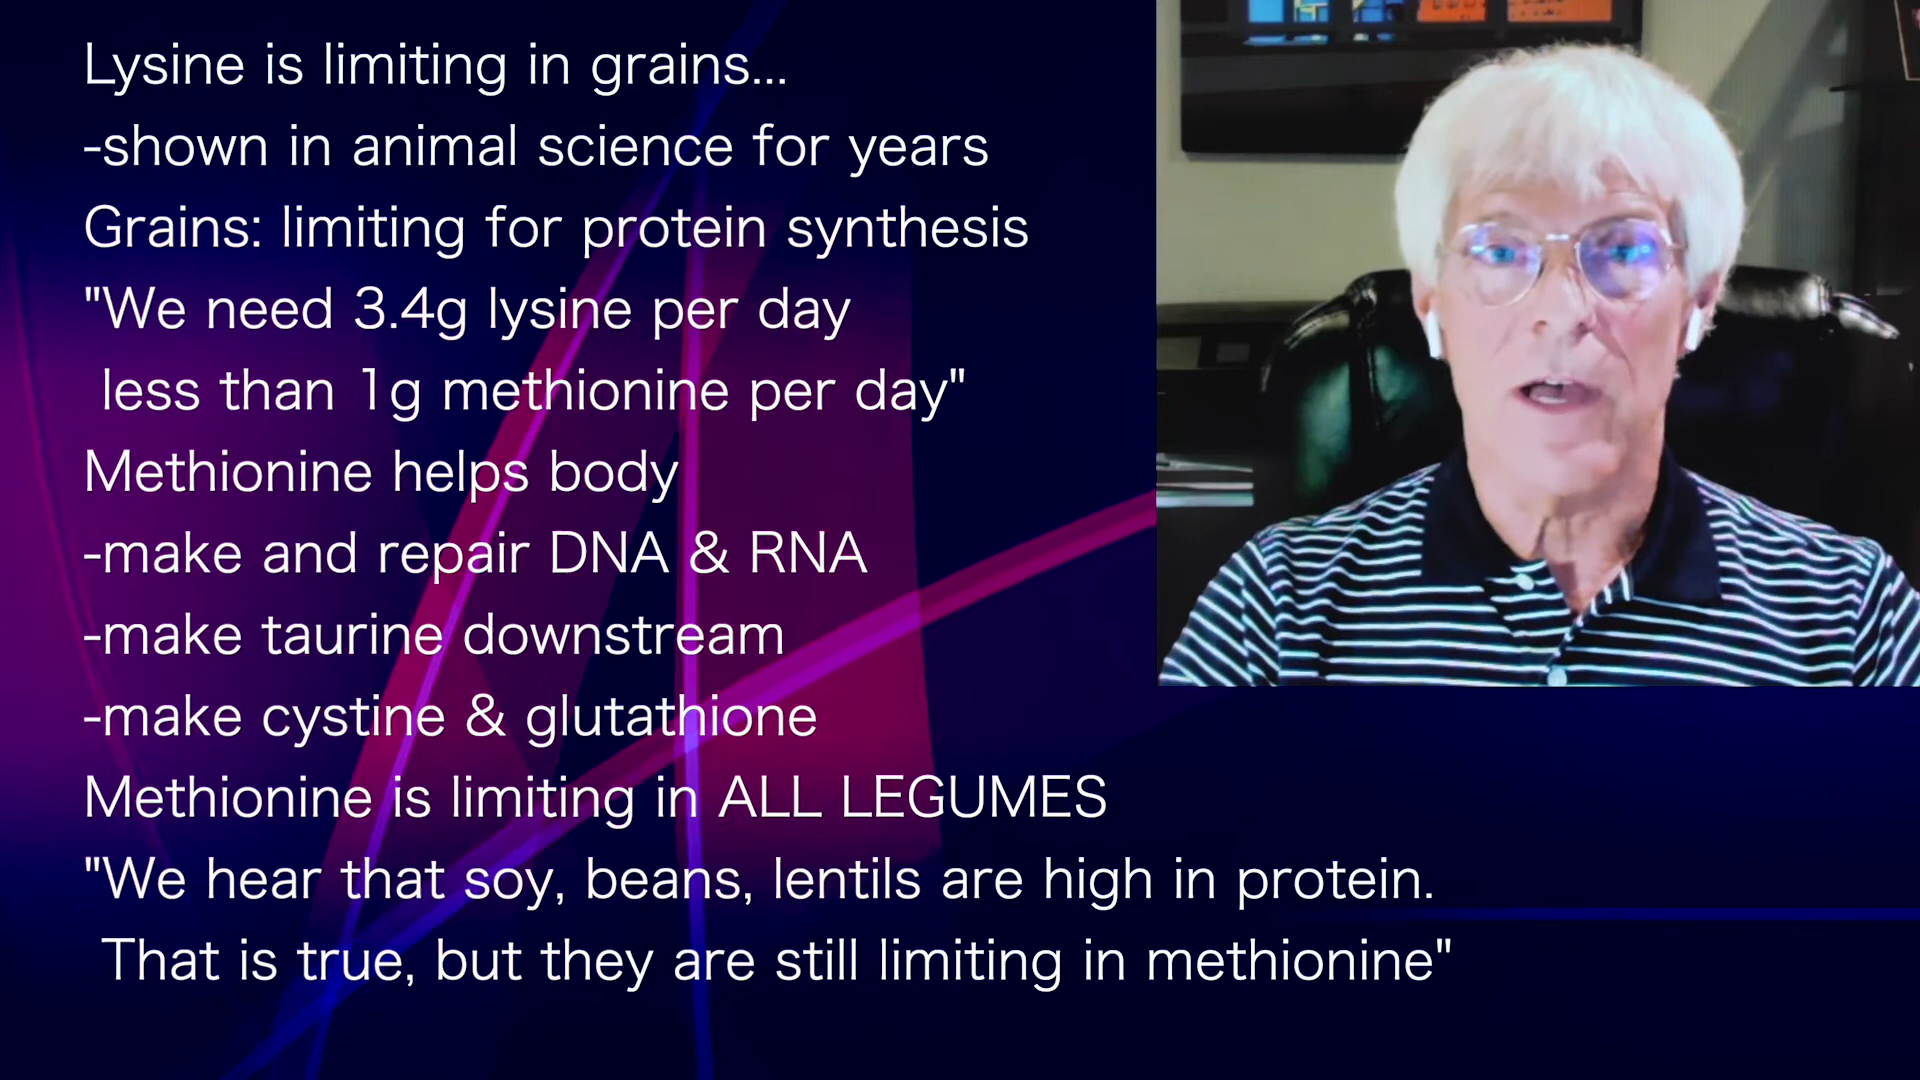 Lysine is limiting in grains...
-shown in animal science for years
Grains: limiting for protein synthesis
"We need 3.4g lysine per day
less than 1g methionine per day"
Methionine helps body
-make and repair DNA & RNA
-make taurine downstream
-make cystine & glutathione
Methionine is limiting in ALL LEGUMES
"We hear that soy, beans, lentils are high in protein.
That is true, but they are still limiting in methionine"